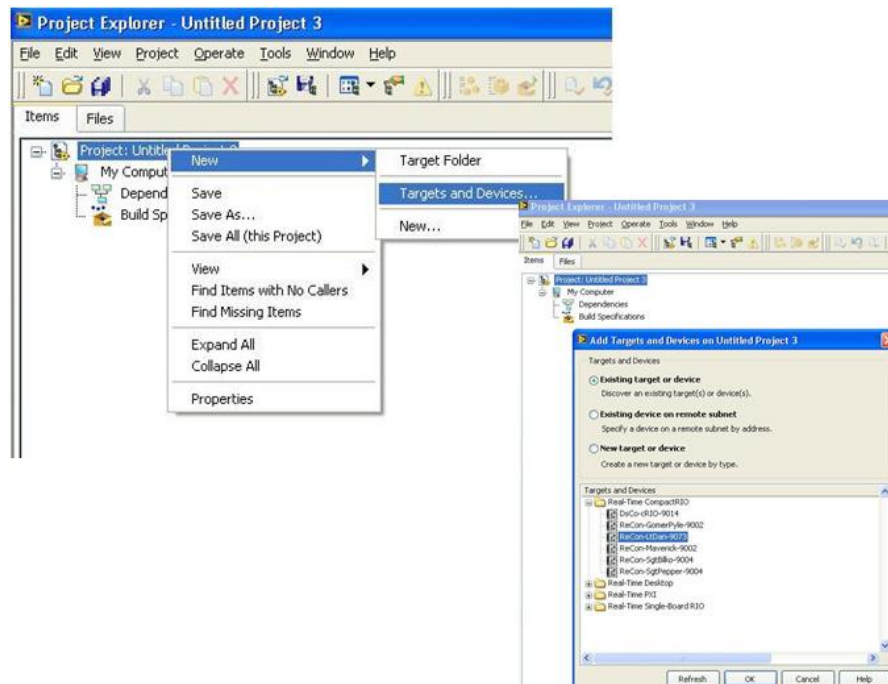 Project Explorer - Untitled Project 3
File Edit View Project Operate Tools Window Help
Items Files
Project: Untitled Project 3
My Comput
Depend
Build Sp
New
Save
Save As...
Save All (this Project)
View
Find Items with No Callers
Find Missing Items
Expand All
Collapse All
Properties
Target Folder
Targets and Devices...
New...
Project Explorer - Untitled Project 3
File Edit View Project Operate Tools Window Help
Items Files
Project: Untitled Project 3
My Computer
Dependencies
Build Specifications
Add Targets and Devices on Untitled Project 3
Targets and Devices
Existing target or device
Discover an existing target(s) or device(s).
Existing device on remote subnet
Specify a device on a remote subnet by address.
New target or device
Create a new target or device by type.
Targets and Devices
Real-Time CompactRIO
DsCo-cRIO-9014
ReCon-GomerPyle-9002
ReCon-LtDan-9073
ReCon-Maverick-9002
ReCon-SgtBilko-9004
ReCon-SgtPepper-9004
Real-Time Desktop
Real-Time PXI
Real-Time Single-Board RIO
Refresh OK Cancel Help